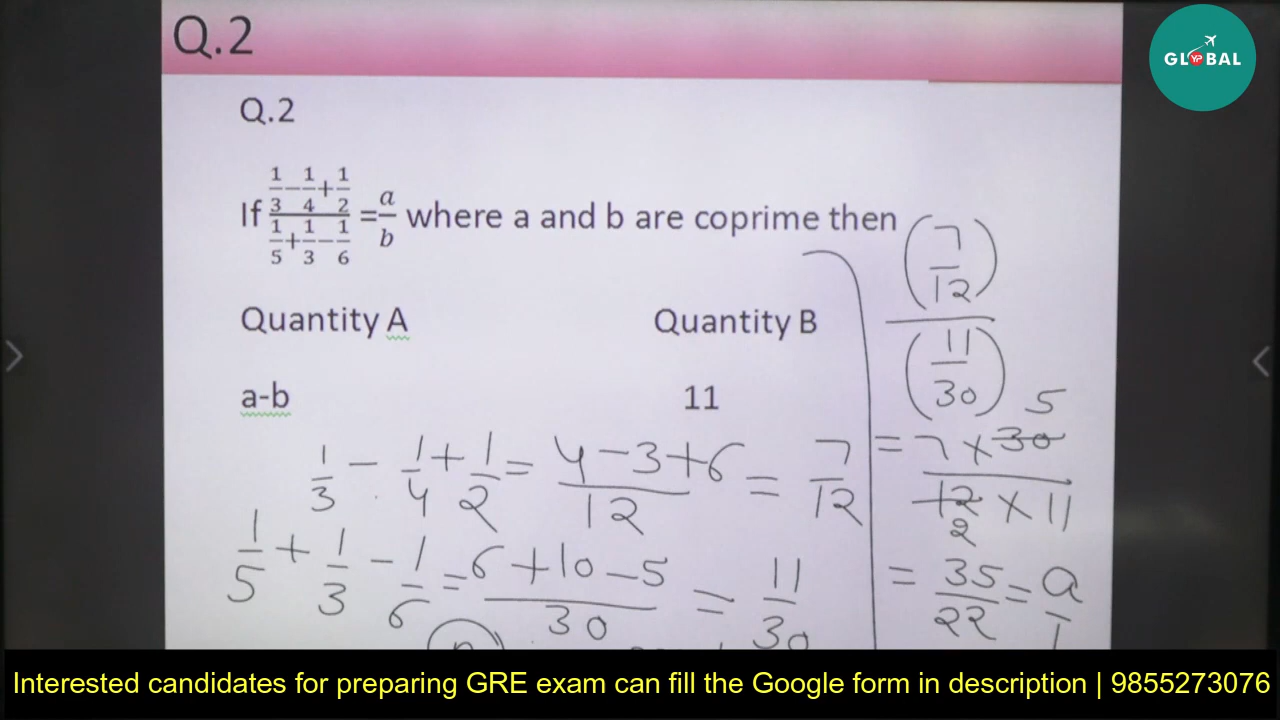 Q.2
GLOBAL
YP
Q.2
If (1/3 - 1/4 + 1/2)/(1/5 + 1/3 - 1/6) = a/b where a and b are coprime then
Quantity A Quantity B
a-b 11
1/3 - 1/4 + 1/2 = (4-3+6)/12 = 7/12
1/5 + 1/3 - 1/6 = (6+10-5)/30 = 11/30
(7/12)
(11/30)
5
= 7 × 30
12 × 11
2
= 35/22 = a
Interested candidates for preparing GRE exam can fill the Google form in description | 9855273076